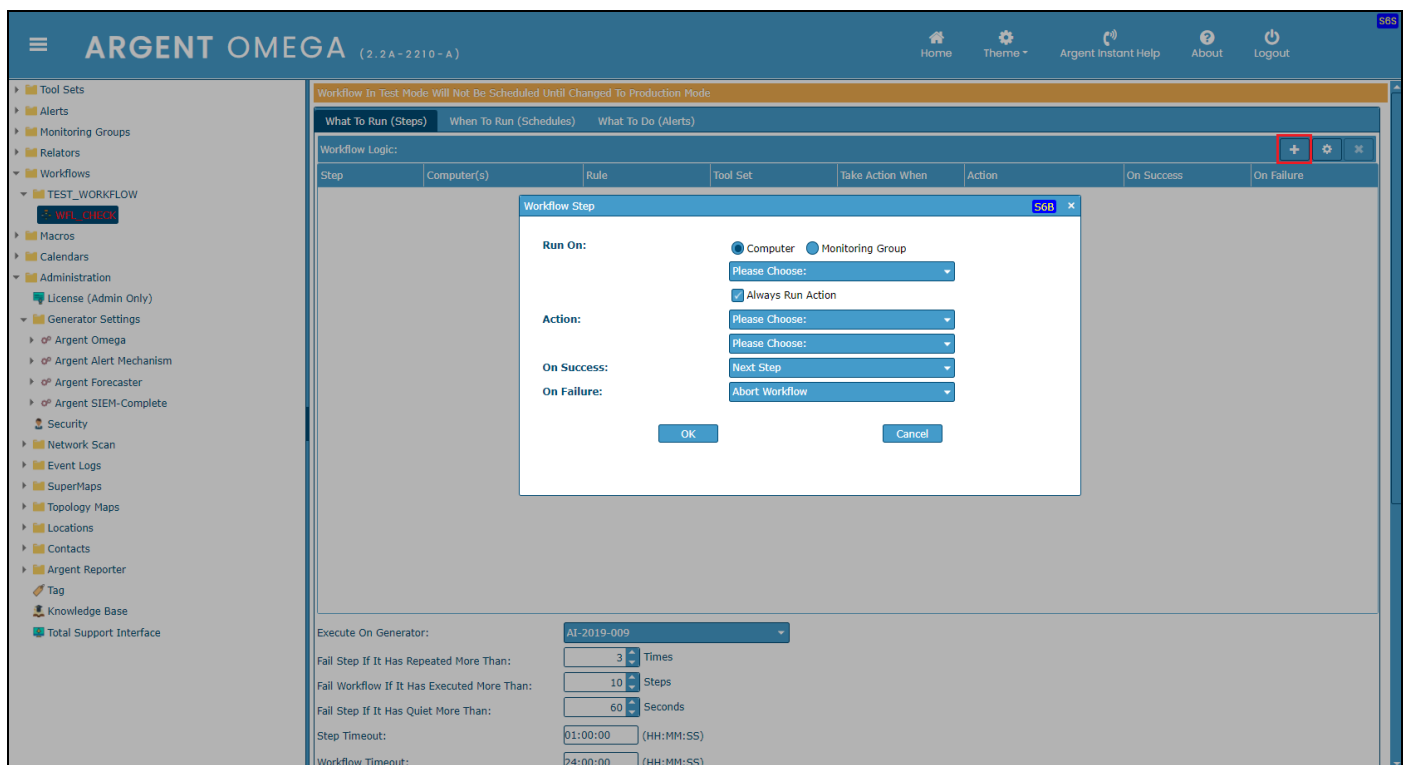 S6S
ARGENT OMEGA (2.2A-2210-A)
Home Theme Argent Instant Help About Logout
Tool Sets
Alerts
Monitoring Groups
Relators
Workflows
TEST_WORKFLOW
WFL_CHECK
Macros
Calendars
Administration
License (Admin Only)
Generator Settings
Argent Omega
Argent Alert Mechanism
Argent Forecaster
Argent SIEM-Complete
Security
Network Scan
Event Logs
SuperMaps
Topology Maps
Locations
Contacts
Argent Reporter
Tag
Knowledge Base
Total Support Interface
Workflow In Test Mode Will Not Be Scheduled Until Changed To Production Mode
What To Run (Steps) When To Run (Schedules) What To Do (Alerts)
Workflow Logic:
Step Computer(s) Rule Tool Set Take Action When Action On Success On Failure
Workflow Step S6B ×
Run On: Computer Monitoring Group
Please Choose:
Always Run Action
Action: Please Choose:
Please Choose:
On Success: Next Step
On Failure: Abort Workflow
OK Cancel
Execute On Generator: AI-2019-009
Fail Step If It Has Repeated More Than: 3 Times
Fail Workflow If It Has Executed More Than: 10 Steps
Fail Step If It Has Quiet More Than: 60 Seconds
Step Timeout: 01:00:00 (HH:MM:SS)
Workflow Timeout: 24:00:00 (HH:MM:SS)